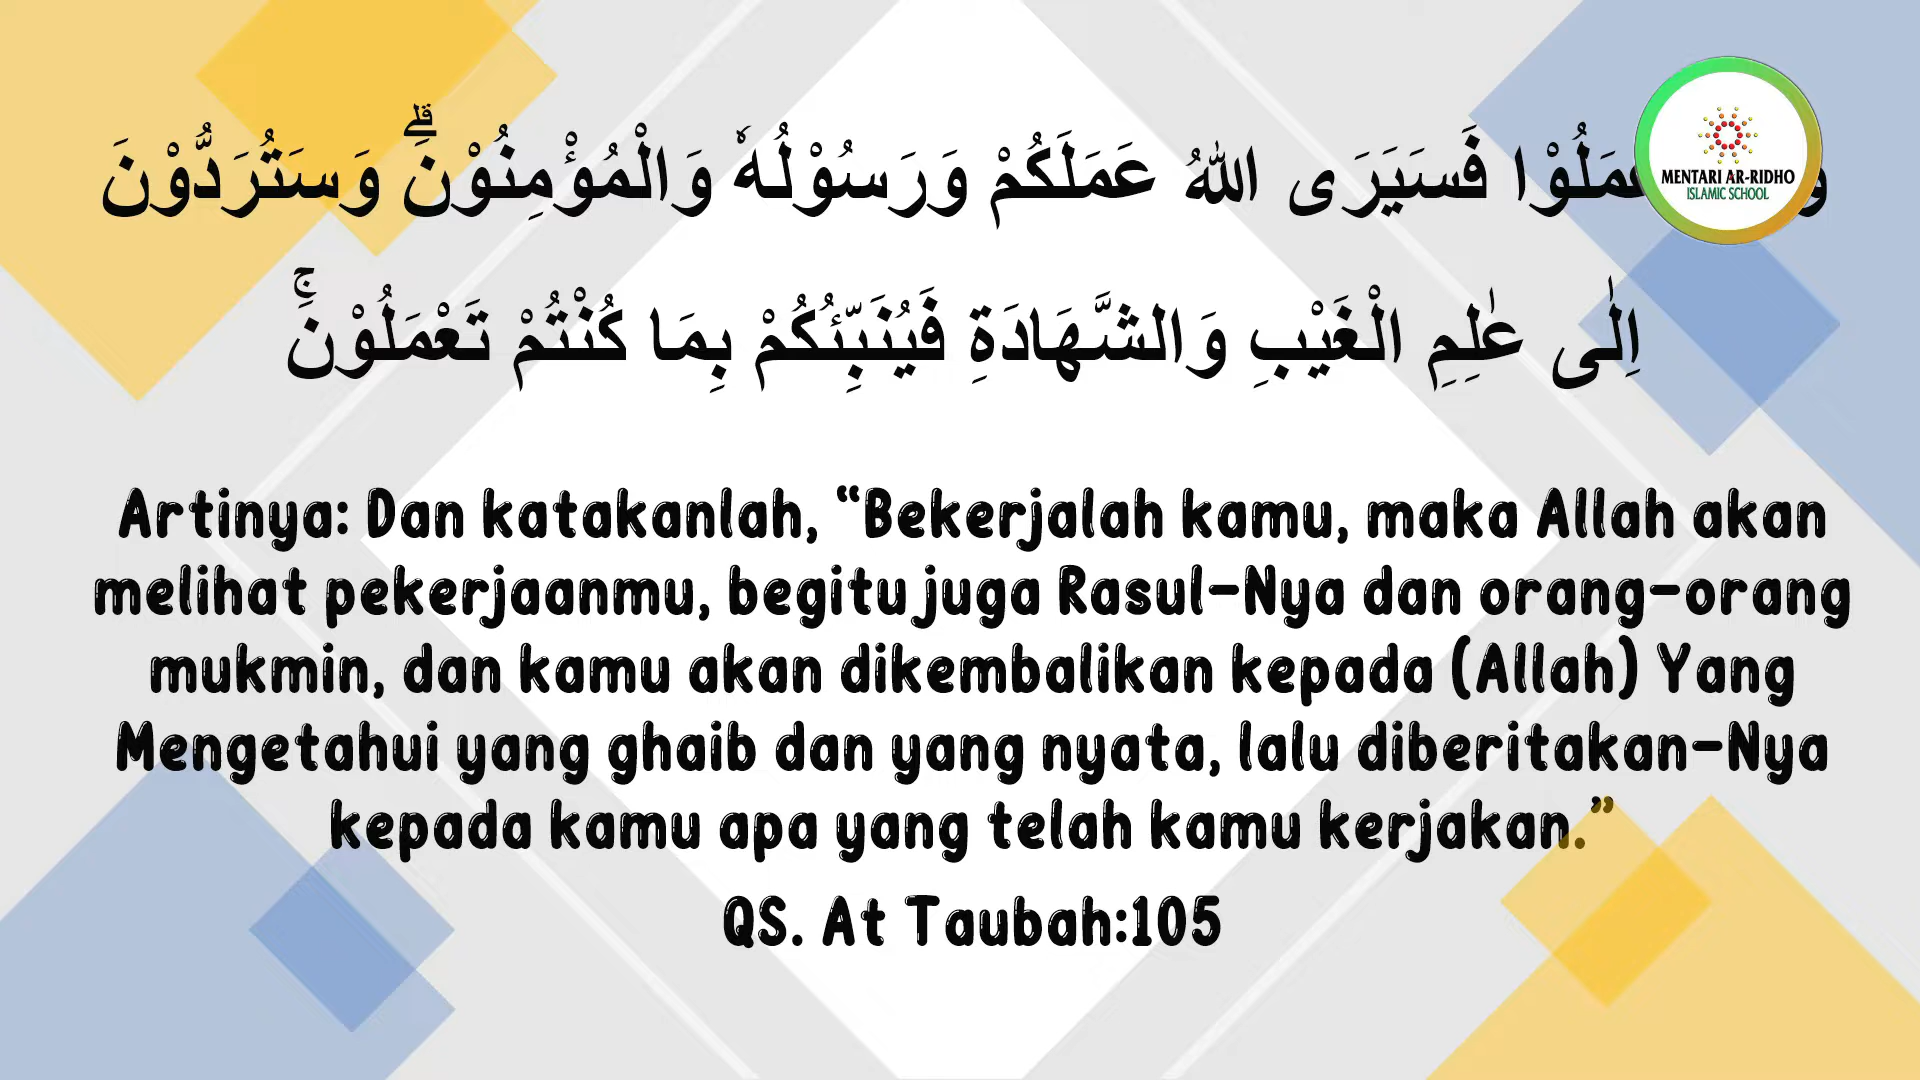 عْمَلُوْا فَسَيَرَى اللّٰهُ عَمَلَكُمْ وَرَسُوْلُهٗ وَالْمُؤْمِنُوْنَۗ وَسَتُرَدُّوْنَ
MENTARI AR-RIDHO
ISLAMIC SCHOOL
اِلٰى عٰلِمِ الْغَيْبِ وَالشَّهَادَةِ فَيُنَبِّئُكُمْ بِمَا كُنْتُمْ تَعْمَلُوْنَۚ
Artinya: Dan katakanlah, “Bekerjalah kamu, maka Allah akan
melihat pekerjaanmu, begitu juga Rasul-Nya dan orang-orang
mukmin, dan kamu akan dikembalikan kepada (Allah) Yang
Mengetahui yang ghaib dan yang nyata, lalu diberitakan-Nya
kepada kamu apa yang telah kamu kerjakan.”
QS. At Taubah:105